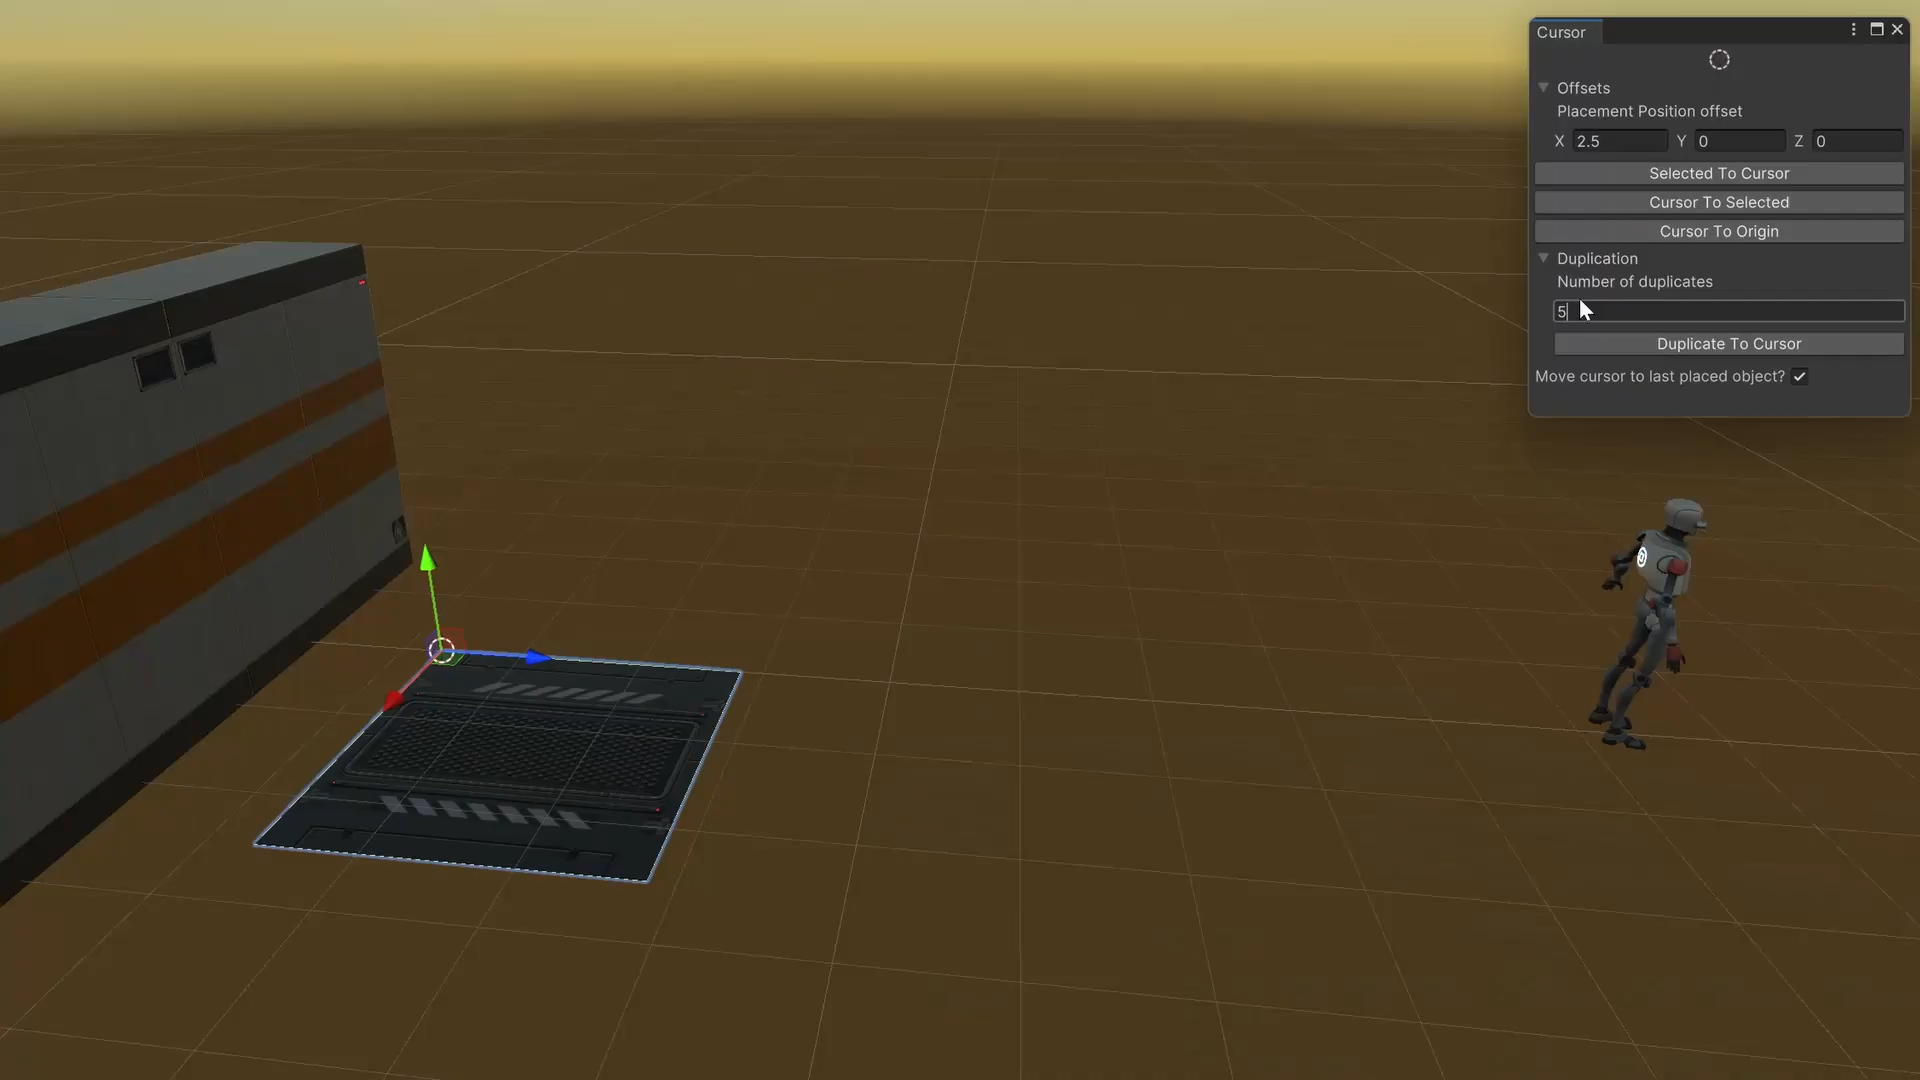 Cursor
Offsets
Placement Position offset
X 2.5 Y 0 Z 0
Selected To Cursor
Cursor To Selected
Cursor To Origin
Duplication
Number of duplicates
5
Duplicate To Cursor
Move cursor to last placed object?